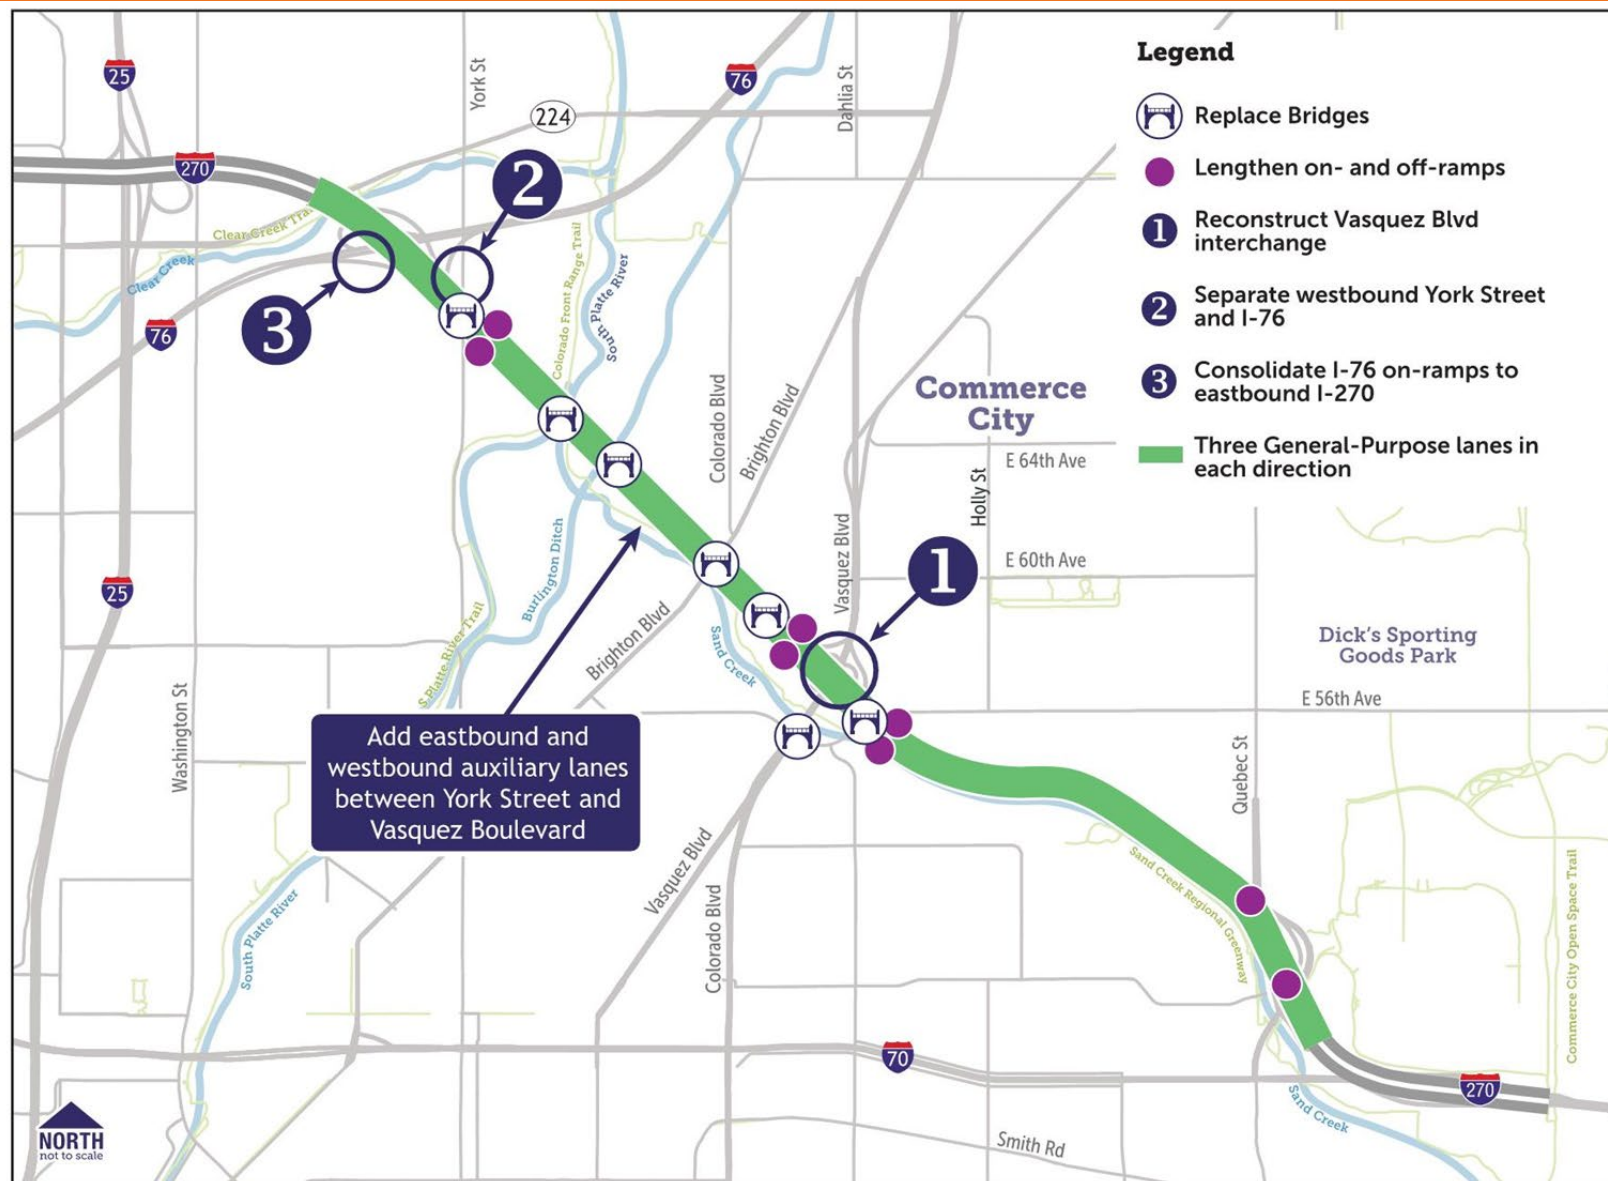 Legend
Replace Bridges
Lengthen on- and off-ramps
1
Reconstruct Vasquez Blvd
interchange
2
Separate westbound York Street
and I-76
3
Consolidate I-76 on-ramps to
eastbound I-270
Three General-Purpose lanes in
each direction
25
York St
76
224
Dahlia St
270
2
Clear Creek Trai
Clear Creek
3
76
Colorado Front Range Trail
South Platte River
Commerce
City
Colorado Blvd
Brighton Blvd
E 64th Ave
Holly St
Vasquez Blvd
E 60th Ave
1
25
Burlington Ditch
S Platte River Trail
Brighton Blvd
Sand Creek
Dick's Sporting
Goods Park
E 56th Ave
Washington St
Quebec St
Add eastbound and
westbound auxiliary lanes
between York Street and
Vasquez Boulevard
Vasquez Blvd
Colorado Blvd
South Platte River
Sand Creek Regional Greenway
Commerce City Open Space Trail
70
270
Sand Creek
Smith Rd
NORTH
not to scale